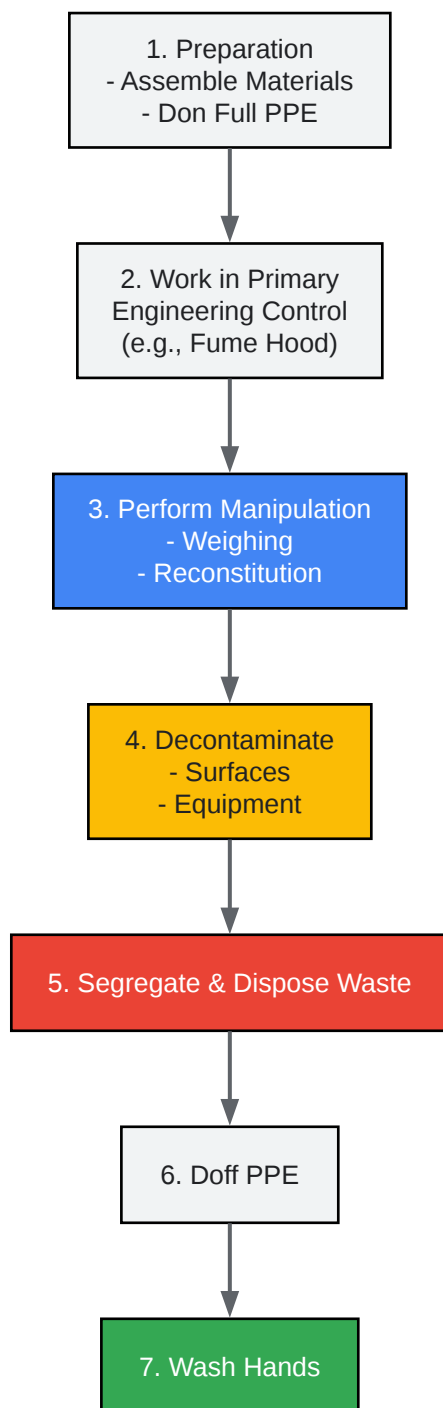 1. Preparation
- Assemble Materials
- Don Full PPE
2. Work in Primary
Engineering Control
(e.g., Fume Hood)
3. Perform Manipulation
- Weighing
- Reconstitution
4. Decontaminate
- Surfaces
- Equipment
5. Segregate & Dispose Waste
6. Doff PPE
7. Wash Hands